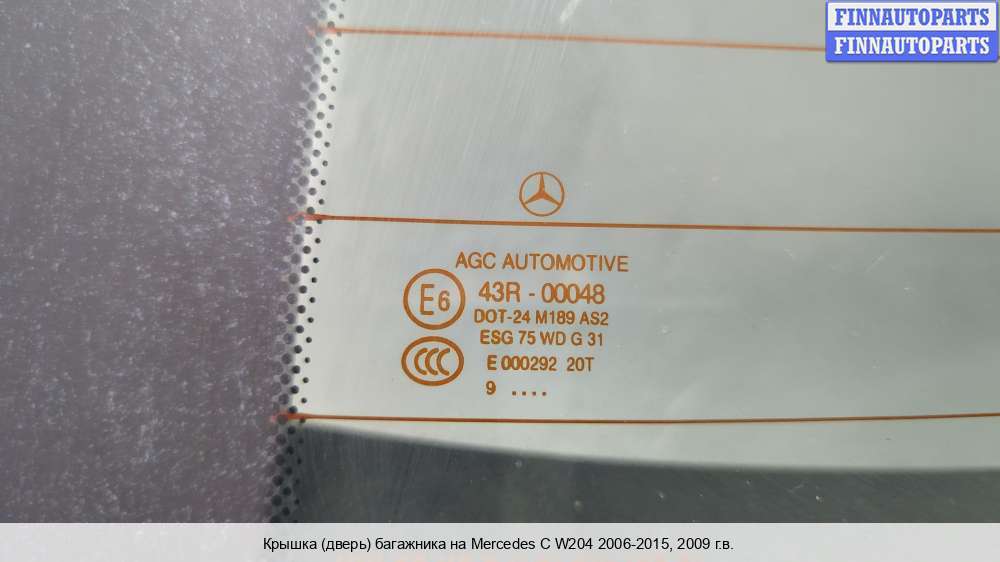 FINNAUTOPARTS
FINNAUTOPARTS
AGC AUTOMOTIVE
E6 43R - 00048
DOT-24 M189 AS2
ESG 75 WD G 31
CCC
E 000292 20T
9 ....
Крышка (дверь) багажника на Mercedes C W204 2006-2015, 2009 г.в.